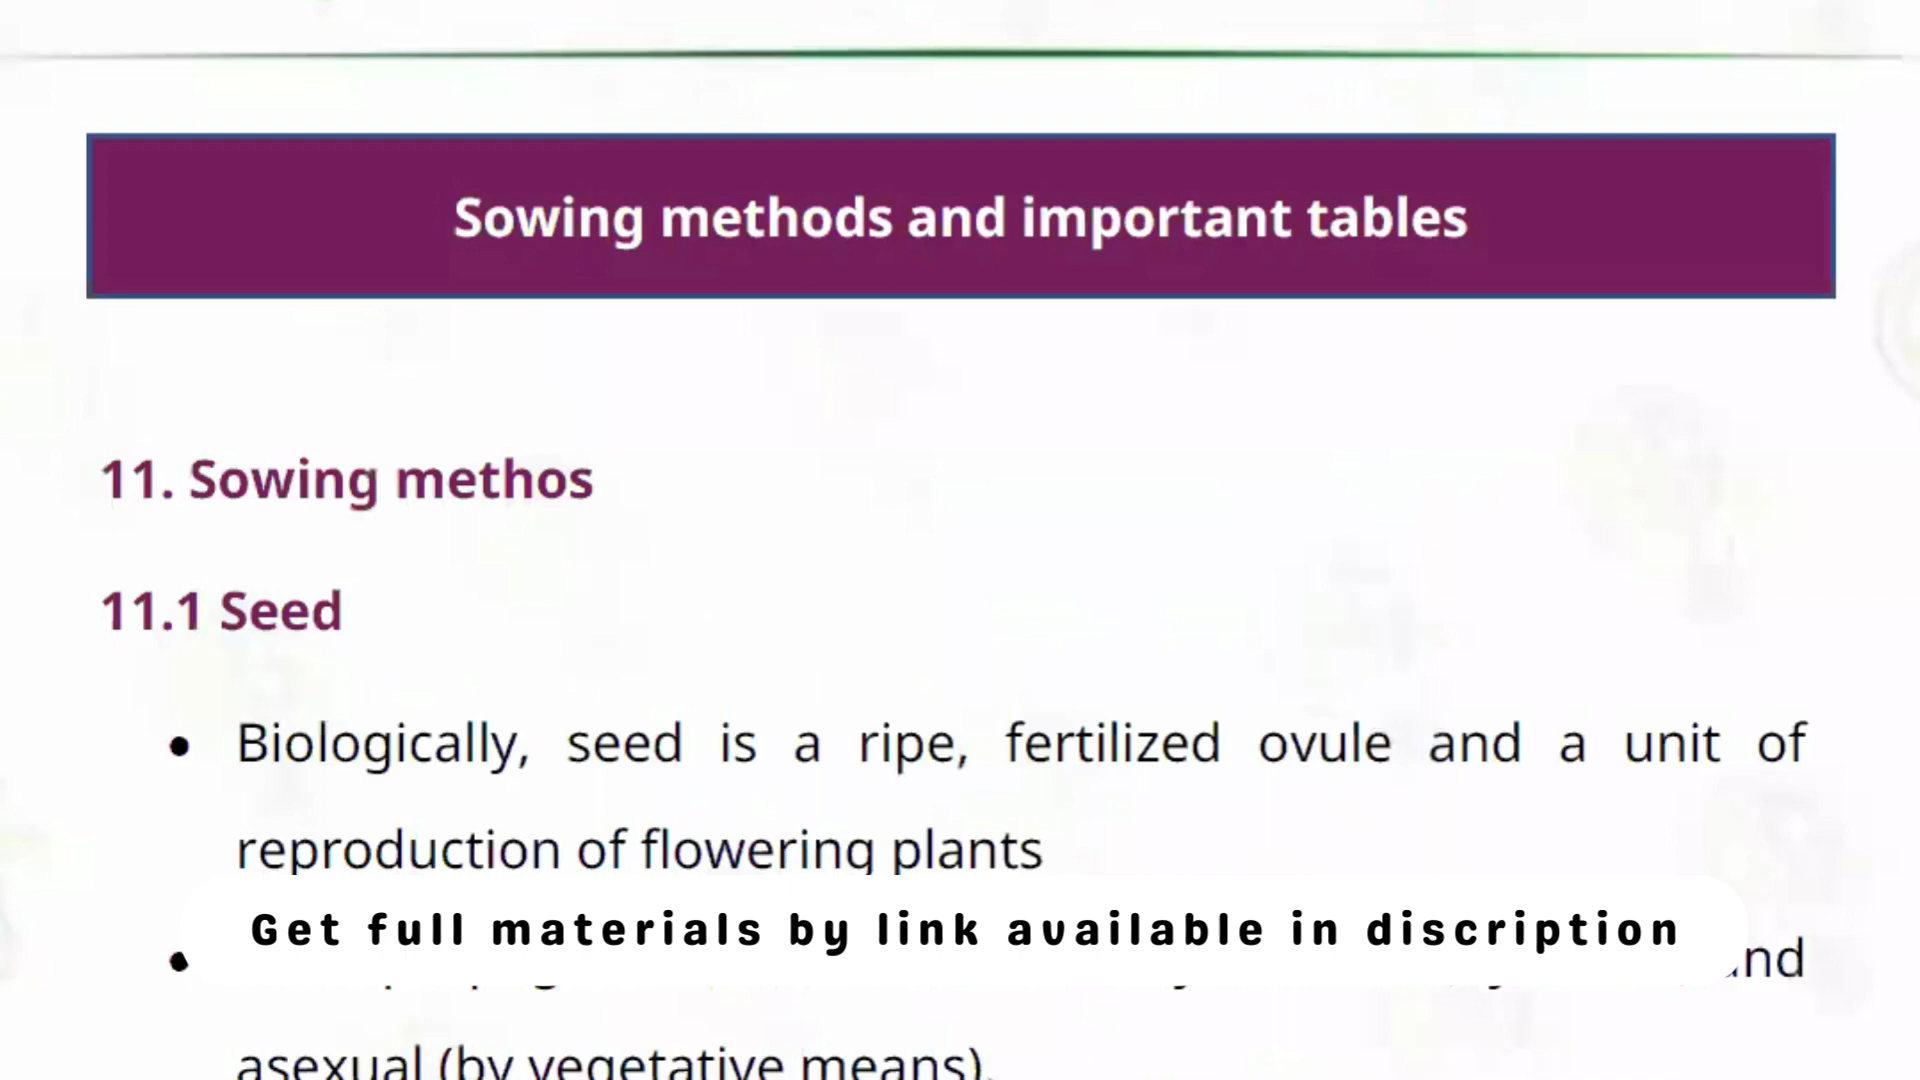 Sowing methods and important tables
11. Sowing methos
11.1 Seed
• Biologically, seed is a ripe, fertilized ovule and a unit of
reproduction of flowering plants
Get full materials by link available in discription
• and
asexual (by vegetative means).